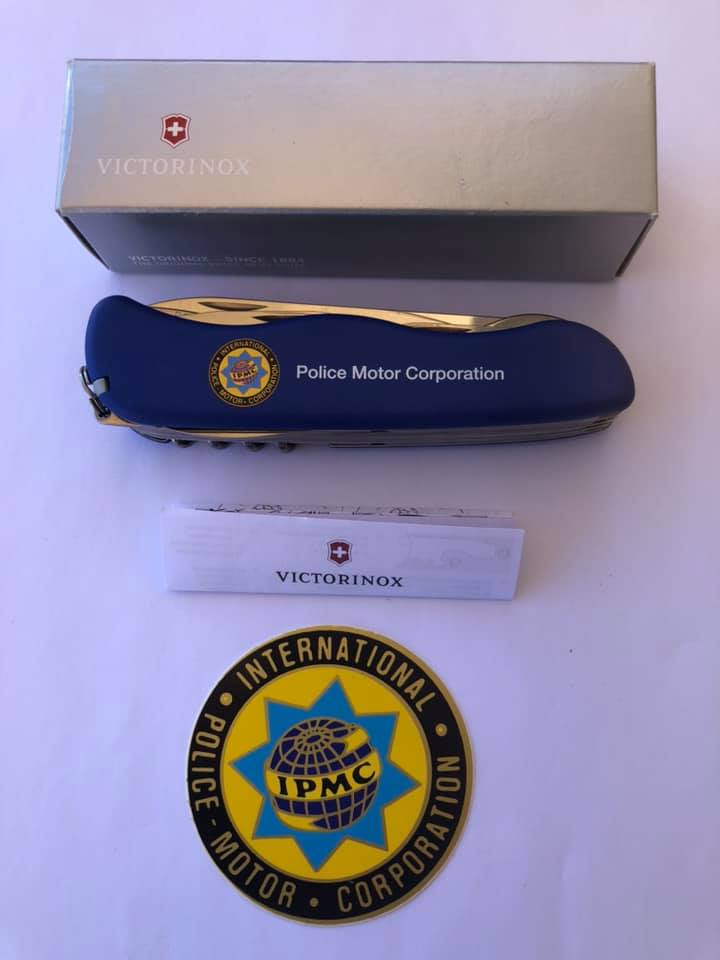 VICTORINOX
VICTORINOX SINCE 1884
INTERNATIONAL
POLICE MOTOR CORPORATION
IPMC
Police Motor Corporation
VICTORINOX
INTERNATIONAL
POLICE-MOTOR • CORPORATION
IPMC